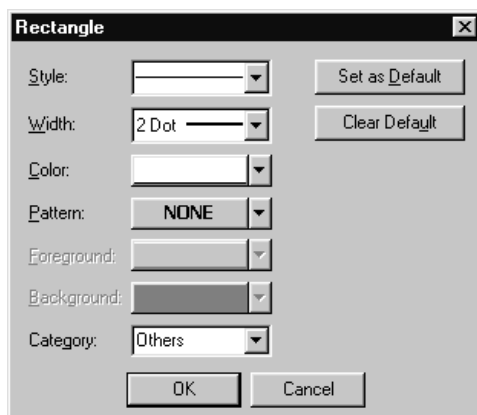 Rectangle
Style:
Set as Default
Width: 2 Dot
Clear Default
Color:
Pattern: NONE
Foreground:
Background:
Category: Others
OK Cancel